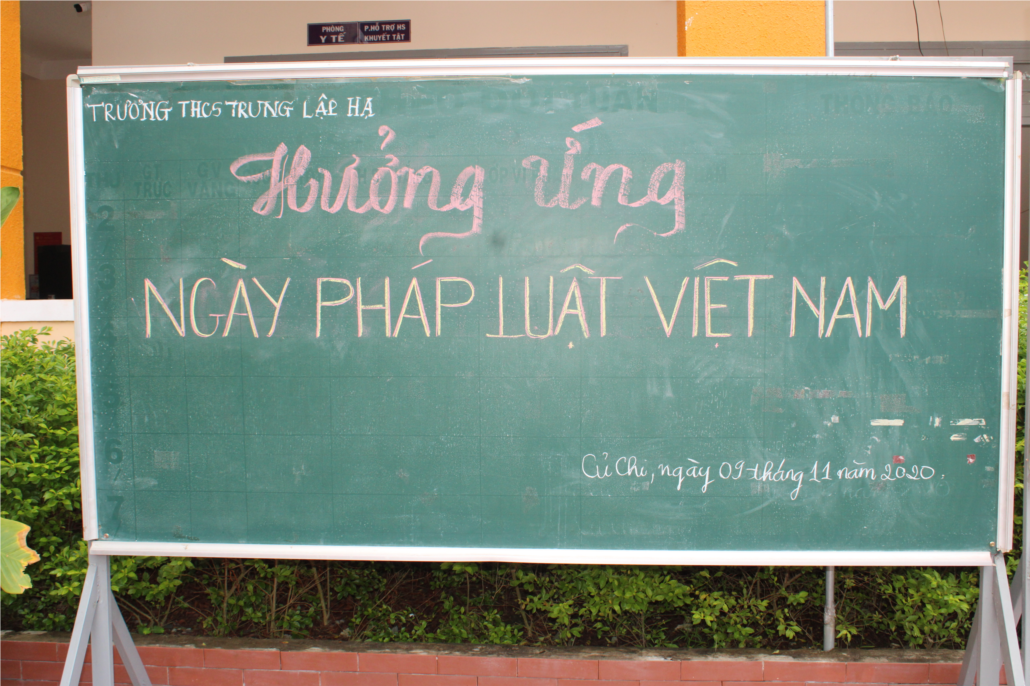 PHÒNG
Y TẾ
P.HỖ TRỢ HS
KHUYẾT TẬT
TRƯỜNG THCS TRUNG LẬP HẠ
Hưởng ứng
NGÀY PHÁP LUẬT VIỆT NAM
Củ Chi, ngày 09 tháng 11 năm 2020.